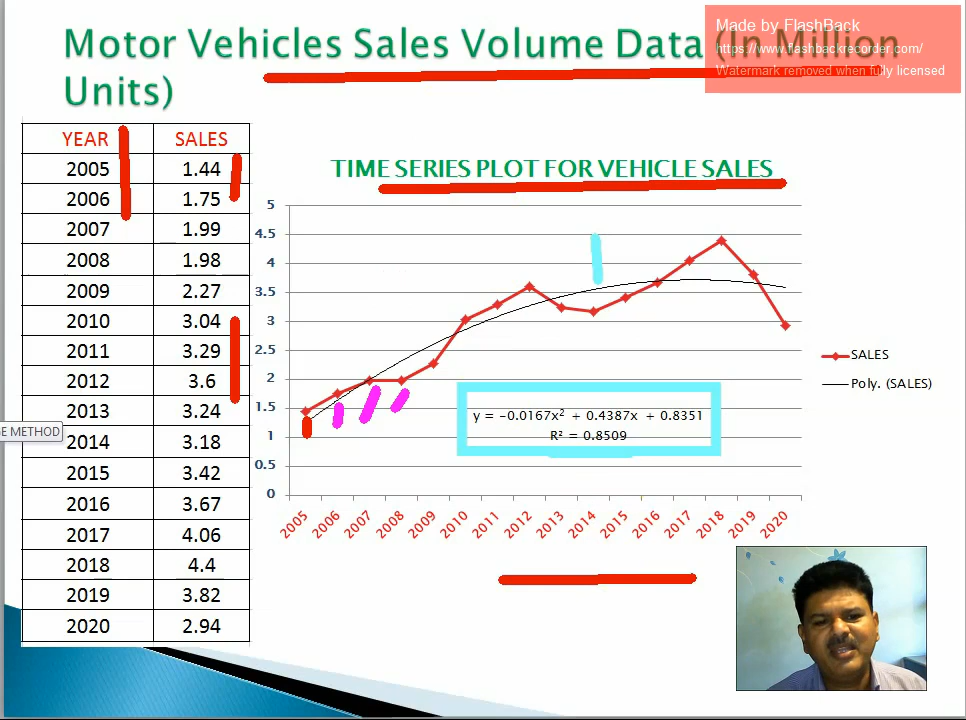 Motor Vehicles Sales Volume Data (In Million
Units)
Made by FlashBack
https://www.flashbackrecorder.com/
Watermark removed when fully licensed
YEAR SALES
2005 1.44
2006 1.75
2007 1.99
2008 1.98
2009 2.27
2010 3.04
2011 3.29
2012 3.6
2013 3.24
2014 3.18
2015 3.42
2016 3.67
2017 4.06
2018 4.4
2019 3.82
2020 2.94
E METHOD
TIME SERIES PLOT FOR VEHICLE SALES
5
4.5
4
3.5
3
2.5
2
1.5
1
0.5
0
y = -0.0167x² + 0.4387x + 0.8351
R² = 0.8509
SALES
Poly. (SALES)
2005 2006 2007 2008 2009 2010 2011 2012 2013 2014 2015 2016 2017 2018 2019 2020